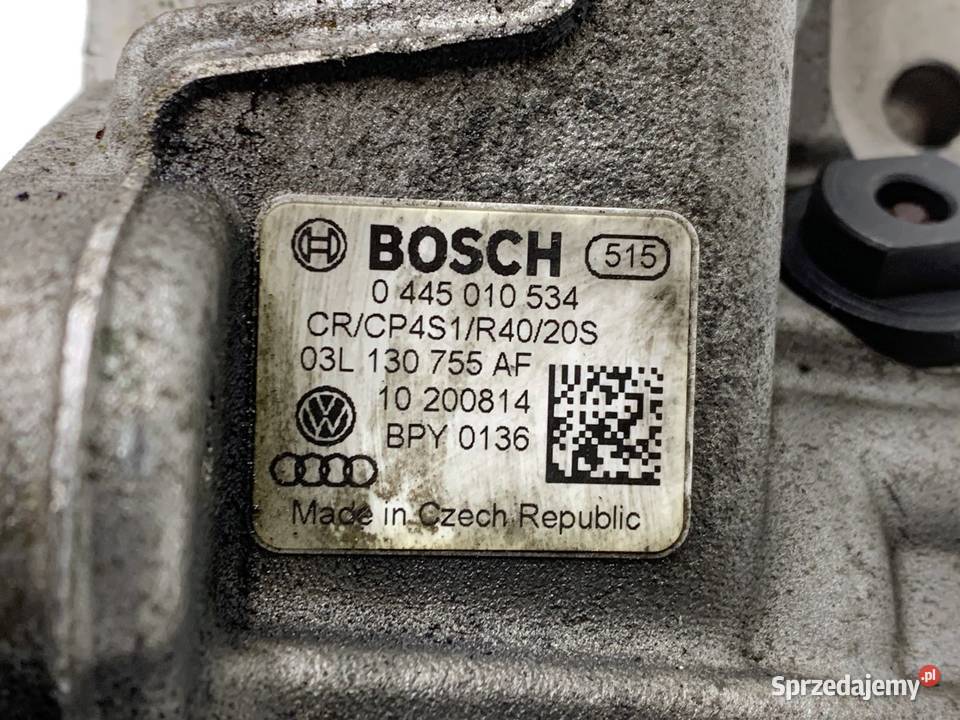 BOSCH 515
0 445 010 534
CR/CP4S1/R40/20S
03L 130 755 AF
10 200814
BPY 0136
Made in Czech Republic
Sprzedajemy.pl